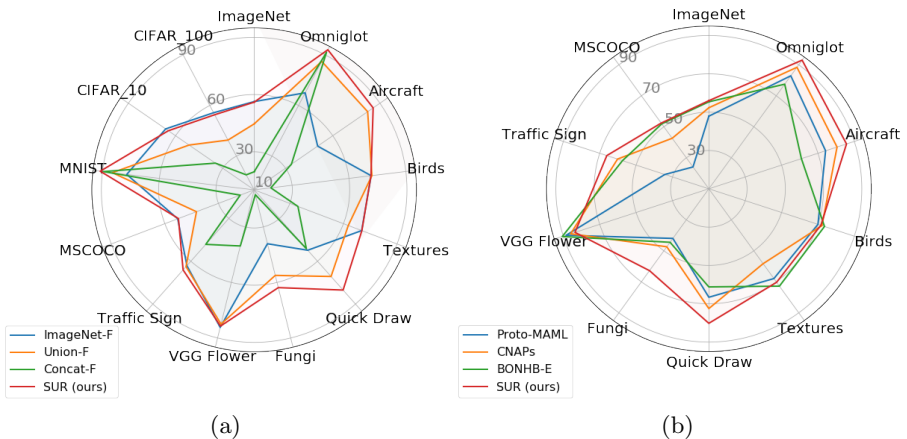 ImageNet
Omniglot
Aircraft
Birds
Textures
Quick Draw
Fungi
VGG Flower
Traffic Sign
MSCOCO
MNIST
CIFAR_10
CIFAR_100
90
60
30
10
ImageNet-F
Union-F
Concat-F
SUR (ours)
(a)
ImageNet
Omniglot
Aircraft
Birds
Textures
Quick Draw
Fungi
VGG Flower
Traffic Sign
MSCOCO
90
70
50
30
Proto-MAML
CNAPs
BONHB-E
SUR (ours)
(b)